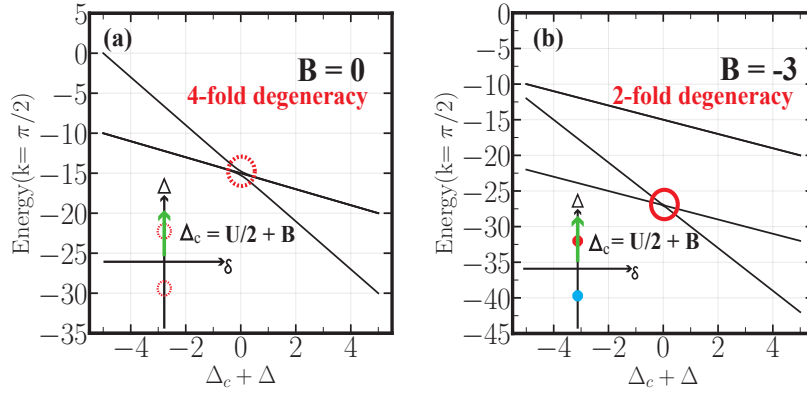 (a)
B = 0
4-fold degeneracy
Δ
Δc = U/2 + B
δ
5
0
−5
−10
−15
−20
−25
−30
−35
Energy(k= π/2)
−4 −2 0 2 4
Δc + Δ
(b)
B = -3
2-fold degeneracy
Δ
Δc = U/2 + B
δ
0
−5
−10
−15
−20
−25
−30
−35
−40
−45
Energy(k= π/2)
−4 −2 0 2 4
Δc + Δ